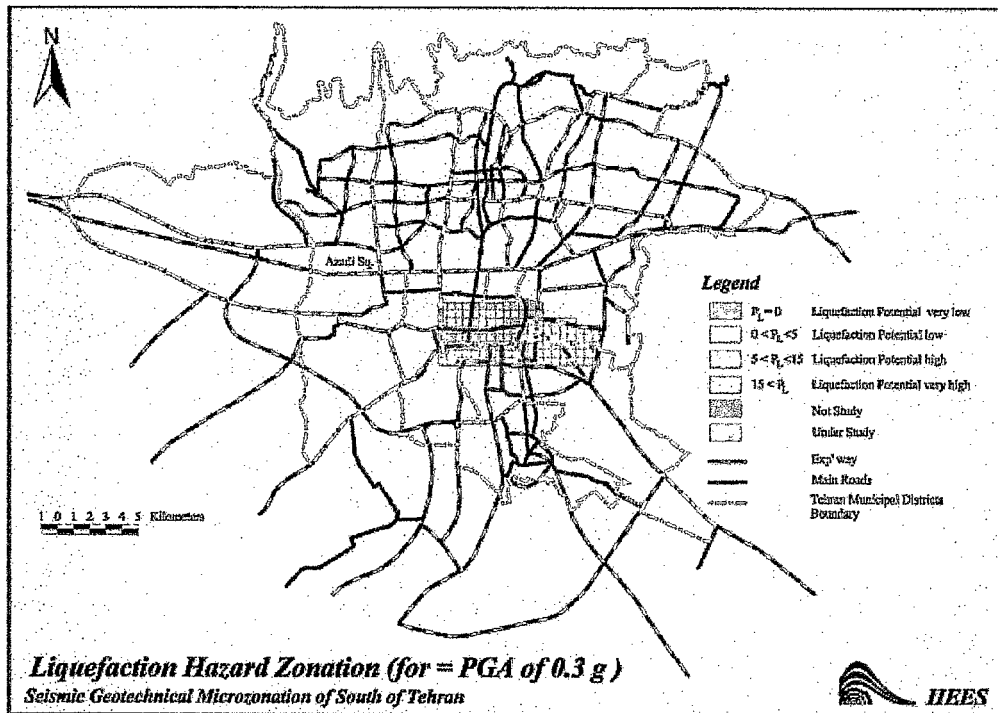 N
Azadi Sq.
Legend
P_L = 0 Liquefaction Potential very low
0 < P_L < 5 Liquefaction Potential low
5 < P_L ≤ 15 Liquefaction Potential high
15 < P_L Liquefaction Potential very high
Not Study
Under Study
Exp' way
Main Roads
Tehran Municipal Districts
Boundary
1 0 1 2 3 4 5 Kilometers
Liquefaction Hazard Zonation (for = PGA of 0.3 g )
Seismic Geotechnical Microzonation of South of Tehran
IIEES